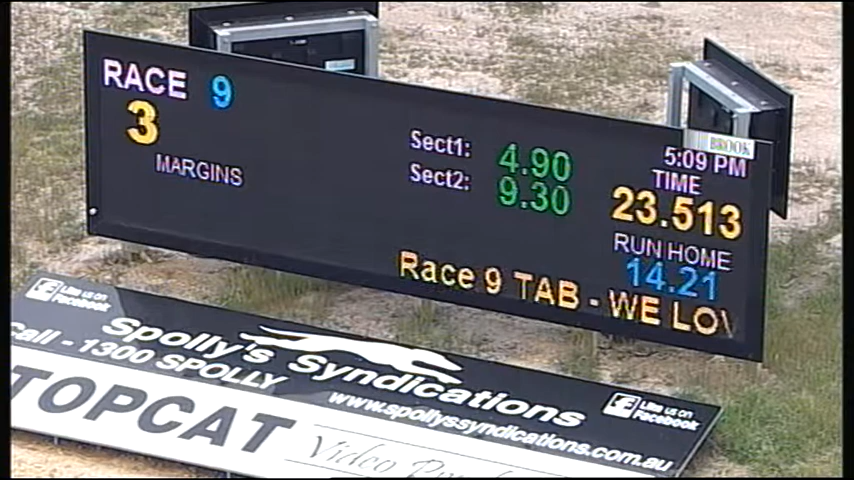 RACE 9
3
MARGINS
Sect1: 4.90
Sect2: 9.30
BROOK
5:09 PM
TIME
23.513
RUN HOME
14.21
Race 9 TAB - WE LOV
Like us on
Facebook
Spolly's Syndications
Call - 1300 SPOLLY
www.spollyssyndications.com.au
Like us on
Facebook
TOPCAT
Video